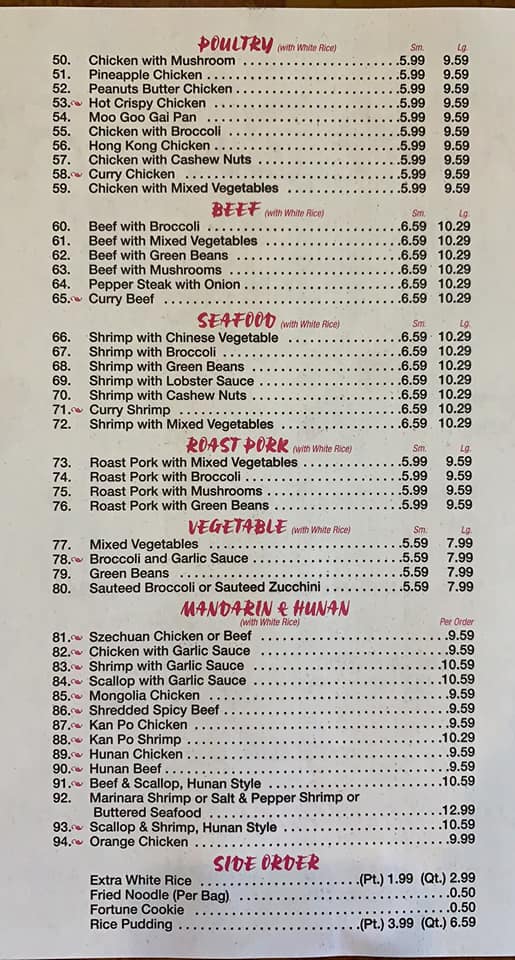 POULTRY (with White Rice) Sm. Lg.
50. Chicken with Mushroom 5.99 9.59
51. Pineapple Chicken 5.99 9.59
52. Peanuts Butter Chicken 5.99 9.59
53. Hot Crispy Chicken 5.99 9.59
54. Moo Goo Gai Pan 5.99 9.59
55. Chicken with Broccoli 5.99 9.59
56. Hong Kong Chicken 5.99 9.59
57. Chicken with Cashew Nuts 5.99 9.59
58. Curry Chicken 5.99 9.59
59. Chicken with Mixed Vegetables 5.99 9.59
BEEF (with White Rice) Sm. Lg.
60. Beef with Broccoli 6.59 10.29
61. Beef with Mixed Vegetables 6.59 10.29
62. Beef with Green Beans 6.59 10.29
63. Beef with Mushrooms 6.59 10.29
64. Pepper Steak with Onion 6.59 10.29
65. Curry Beef 6.59 10.29
SEAFOOD (with White Rice) Sm. Lg.
66. Shrimp with Chinese Vegetable 6.59 10.29
67. Shrimp with Broccoli 6.59 10.29
68. Shrimp with Green Beans 6.59 10.29
69. Shrimp with Lobster Sauce 6.59 10.29
70. Shrimp with Cashew Nuts 6.59 10.29
71. Curry Shrimp 6.59 10.29
72. Shrimp with Mixed Vegetables 6.59 10.29
ROAST PORK (with White Rice) Sm. Lg.
73. Roast Pork with Mixed Vegetables 5.99 9.59
74. Roast Pork with Broccoli 5.99 9.59
75. Roast Pork with Mushrooms 5.99 9.59
76. Roast Pork with Green Beans 5.99 9.59
VEGETABLE (with White Rice) Sm. Lg.
77. Mixed Vegetables 5.59 7.99
78. Broccoli and Garlic Sauce 5.59 7.99
79. Green Beans 5.59 7.99
80. Sauteed Broccoli or Sauteed Zucchini 5.59 7.99
MANDARIN & HUNAN
(with White Rice) Per Order
81. Szechuan Chicken or Beef 9.59
82. Chicken with Garlic Sauce 9.59
83. Shrimp with Garlic Sauce 10.59
84. Scallop with Garlic Sauce 10.59
85. Mongolia Chicken 9.59
86. Shredded Spicy Beef 9.59
87. Kan Po Chicken 9.59
88. Kan Po Shrimp 10.29
89. Hunan Chicken 9.59
90. Hunan Beef 9.59
91. Beef & Scallop, Hunan Style 10.59
92. Marinara Shrimp or Salt & Pepper Shrimp or
Buttered Seafood 12.99
93. Scallop & Shrimp, Hunan Style 10.59
94. Orange Chicken 9.99
SIDE ORDER
Extra White Rice (Pt.) 1.99 (Qt.) 2.99
Fried Noodle (Per Bag) 0.50
Fortune Cookie 0.50
Rice Pudding (Pt.) 3.99 (Qt.) 6.59